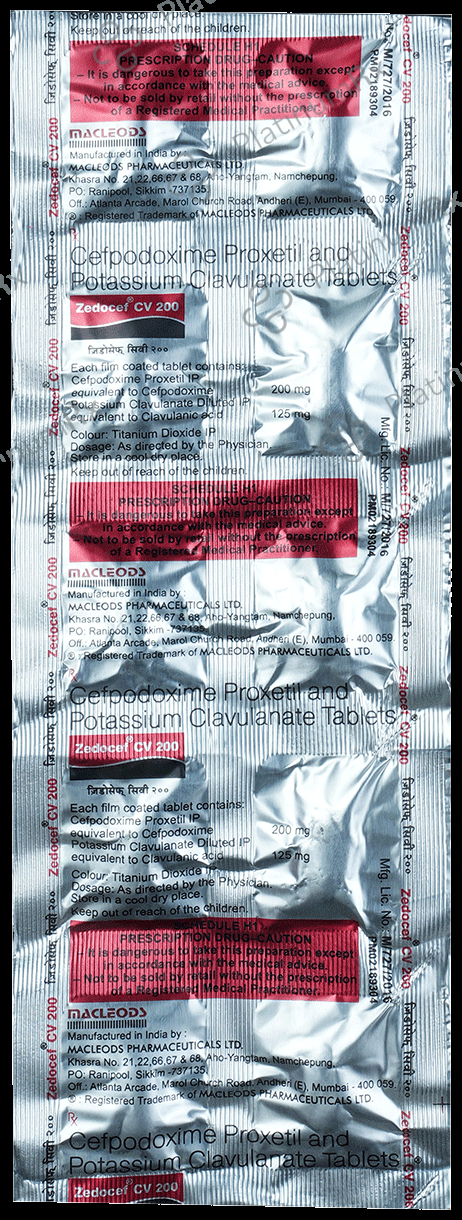 Store in a cool dry place.
Keep out of reach of the children.
SCHEDULE H1
PRESCRIPTION DRUG-CAUTION
- It is dangerous to take this preparation except
in accordance with the medical advice.
- Not to be sold by retail without the prescription
of a Registered Medical Practitioner.
MACLEODS
Manufactured in India by :
MACLEODS PHARMACEUTICALS LTD.
Khasra No. 21,22,66,67 & 68, Aho-Yangtam, Namchepung,
PO: Ranipool, Sikkim -737135.
Off.: Atlanta Arcade, Marol Church Road, Andheri (E), Mumbai - 400 059.
® : Registered Trademark of MACLEODS PHARMACEUTICALS LTD.
Cefpodoxime Proxetil and
Potassium Clavulanate Tablets
Zedocef® CV 200
जिडोसेफ् सिवी २००
Each film coated tablet contains:
Cefpodoxime Proxetil IP
equivalent to Cefpodoxime 200 mg
Potassium Clavulanate Diluted IP
equivalent to Clavulanic acid 125 mg
Colour: Titanium Dioxide IP
Dosage: As directed by the Physician.
Store in a cool dry place.
Keep out of reach of the children.
SCHEDULE H1
PRESCRIPTION DRUG-CAUTION
- It is dangerous to take this preparation except
in accordance with the medical advice.
- Not to be sold by retail without the prescription
of a Registered Medical Practitioner.
MACLEODS
Manufactured in India by :
MACLEODS PHARMACEUTICALS LTD.
Khasra No. 21,22,66,67 & 68, Aho-Yangtam, Namchepung,
PO: Ranipool, Sikkim -737135.
Off.: Atlanta Arcade, Marol Church Road, Andheri (E), Mumbai - 400 059.
® : Registered Trademark of MACLEODS PHARMACEUTICALS LTD.
Cefpodoxime Proxetil and
Potassium Clavulanate Tablets
Zedocef® CV 200
जिडोसेफ् सिवी २००
Each film coated tablet contains:
Cefpodoxime Proxetil IP
equivalent to Cefpodoxime 200 mg
Potassium Clavulanate Diluted IP
equivalent to Clavulanic acid 125 mg
Colour: Titanium Dioxide IP
Dosage: As directed by the Physician.
Store in a cool dry place.
Keep out of reach of the children.
SCHEDULE H1
PRESCRIPTION DRUG-CAUTION
- It is dangerous to take this preparation except
in accordance with the medical advice.
- Not to be sold by retail without the prescription
of a Registered Medical Practitioner.
MACLEODS
Manufactured in India by :
MACLEODS PHARMACEUTICALS LTD.
Khasra No. 21,22,66,67 & 68, Aho-Yangtam, Namchepung,
PO: Ranipool, Sikkim -737135.
Off.: Atlanta Arcade, Marol Church Road, Andheri (E), Mumbai - 400 059.
® : Registered Trademark of MACLEODS PHARMACEUTICALS LTD.
Rx
Cefpodoxime Proxetil and
Potassium Clavulanate Tablets
Zedocef® CV 200
Zedocef® CV 200 जिडोसेफ् सिवी २००
Mfg. Lic. No.: M/727/2016
PM02189304